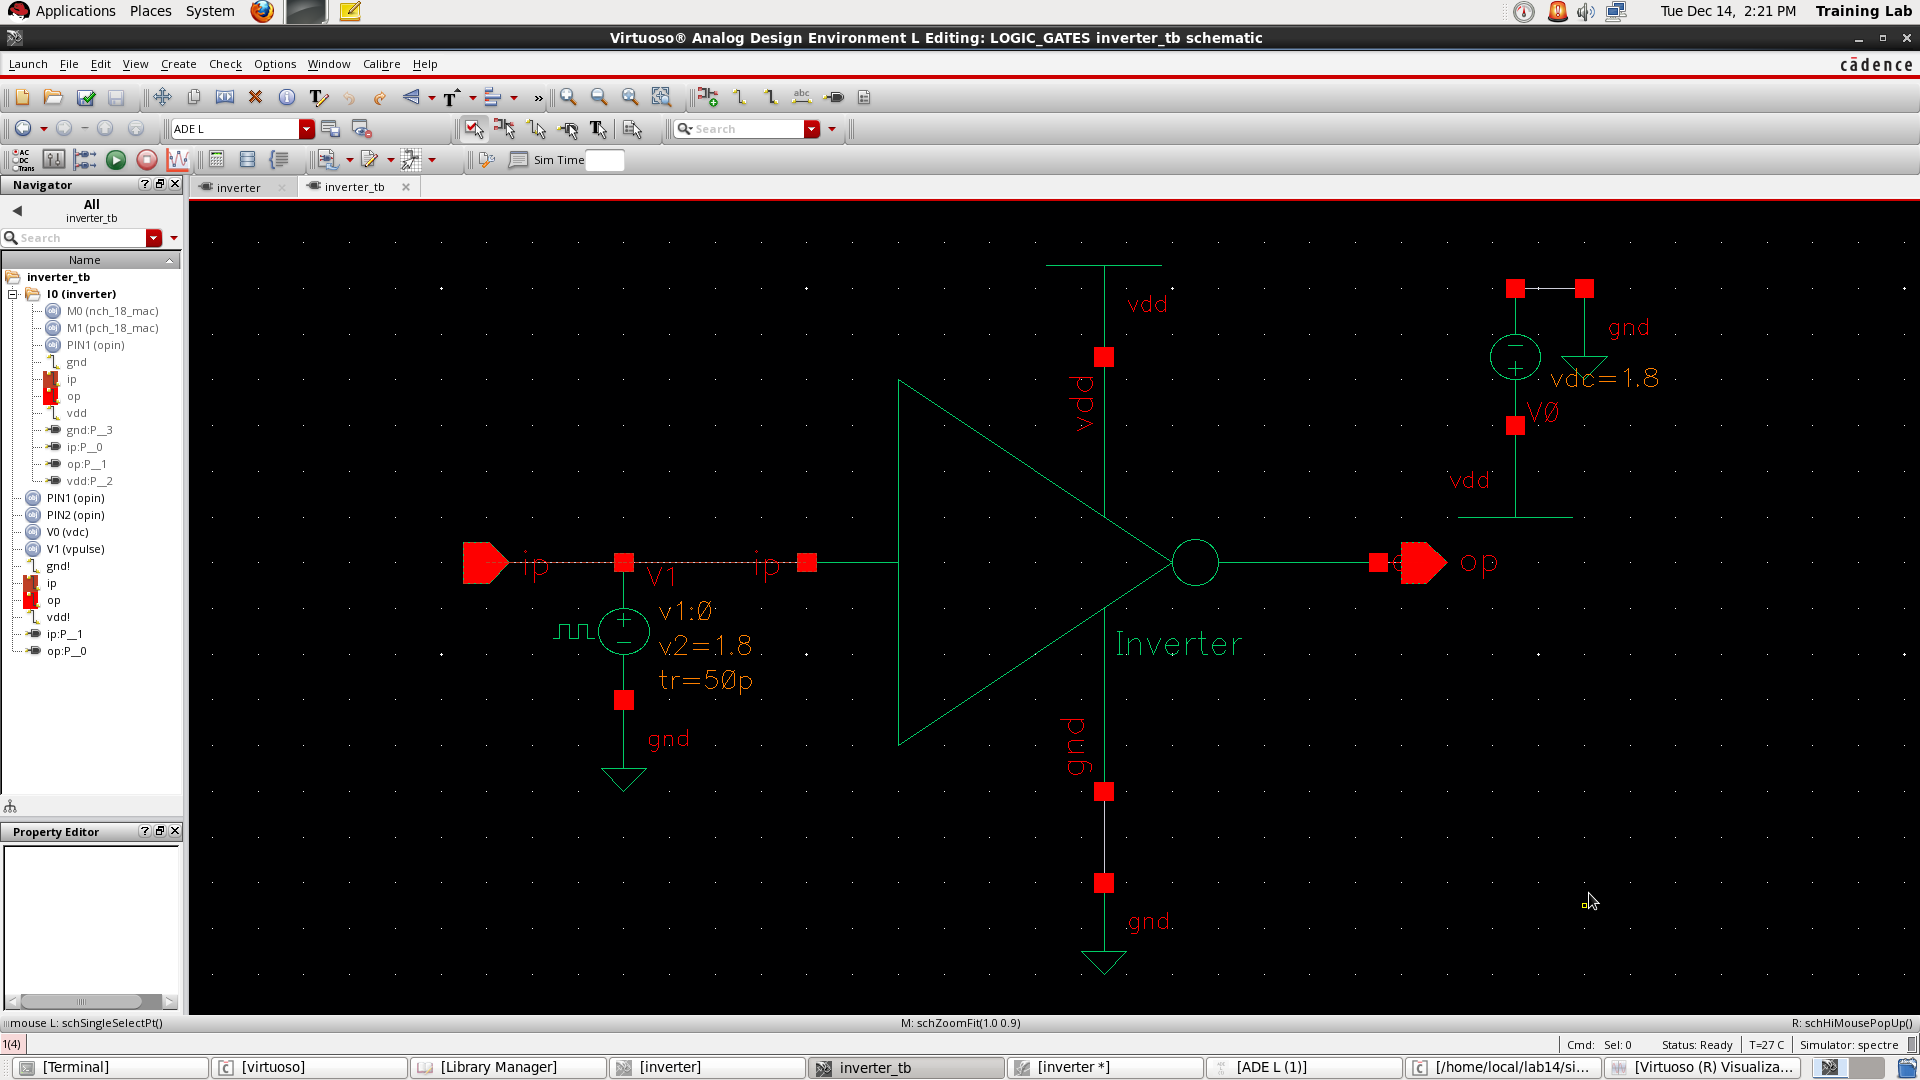 Applications Places System Tue Dec 14, 2:21 PM Training Lab
Virtuoso® Analog Design Environment L Editing: LOGIC_GATES inverter_tb schematic
Launch File Edit View Create Check Options Window Calibre Help cādence
ADE L Search
AC DC Trans Sim Time
Navigator inverter inverter_tb
All
inverter_tb
Search
Name
inverter_tb
I0 (inverter)
M0 (nch_18_mac)
M1 (pch_18_mac)
PIN1 (opin)
gnd
ip
op
vdd
gnd:P__3
ip:P__0
op:P__1
vdd:P__2
PIN1 (opin)
PIN2 (opin)
V0 (vdc)
V1 (vpulse)
gnd!
ip
op
vdd!
ip:P__1
op:P__0
Property Editor
vdd
vdd
gnd
vdc=1.8
V0
vdd
ip
ip
op
V1
v1:0
v2=1.8
tr=50p
gnd
Inverter
gnd
gnd
mouse L: schSingleSelectPt() M: schZoomFit(1.0 0.9) R: schHiMousePopUp()
1(4) Cmd: Sel: 0 Status: Ready T=27 C Simulator: spectre
[Terminal] [virtuoso] [Library Manager] [inverter] inverter_tb [inverter *] [ADE L (1)] [/home/local/lab14/si... [Virtuoso (R) Visualiza...